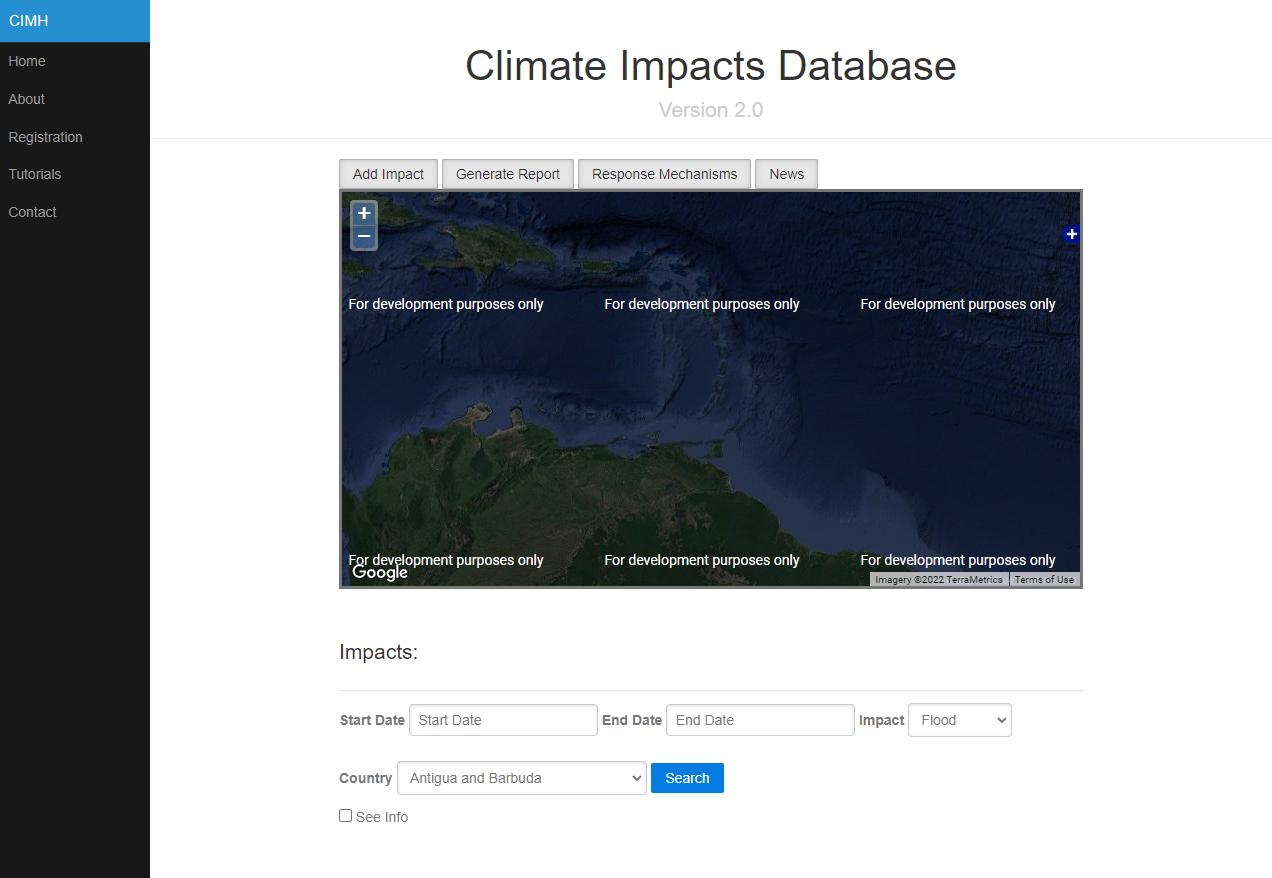 CIMH
Home
About
Registration
Tutorials
Contact
Climate Impacts Database
Version 2.0
Add Impact Generate Report Response Mechanisms News
+
−
+
For development purposes only For development purposes only For development purposes only
For development purposes only For development purposes only For development purposes only
Google
Imagery ©2022 TerraMetrics Terms of Use
Impacts:
Start Date Start Date End Date End Date Impact Flood
Country Antigua and Barbuda Search
See Info